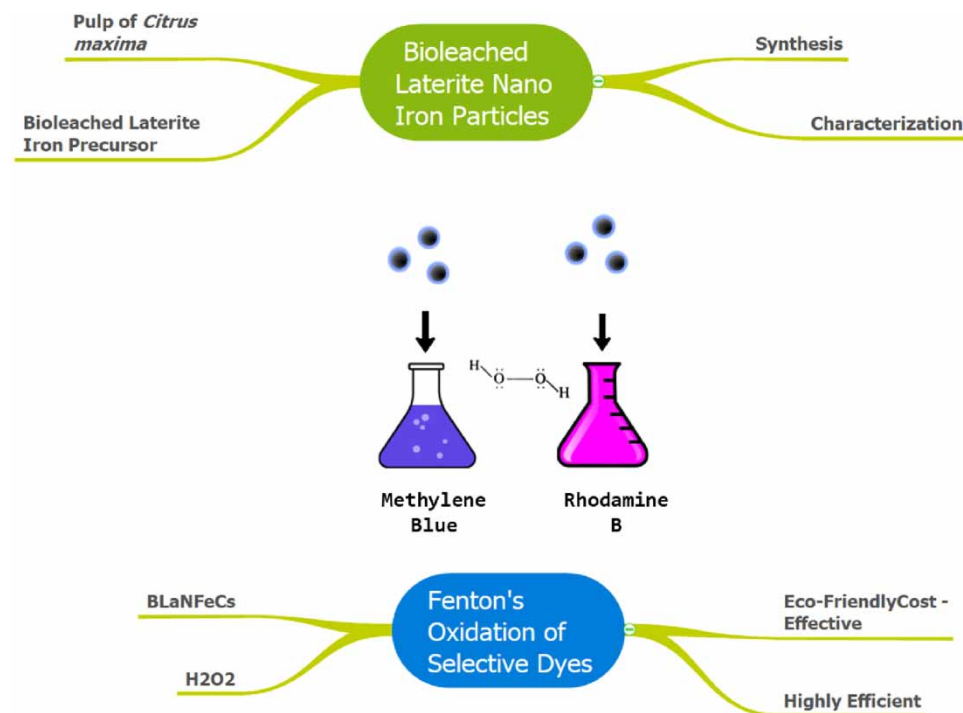 Pulp of Citrus
maxima
Bioleached Laterite
Iron Precursor
Bioleached
Laterite Nano
Iron Particles
Synthesis
Characterization
H
O
O
H
Methylene
Blue
Rhodamine
B
BLaNFeCs
H2O2
Fenton's
Oxidation of
Selective Dyes
Eco-FriendlyCost -
Effective
Highly Efficient